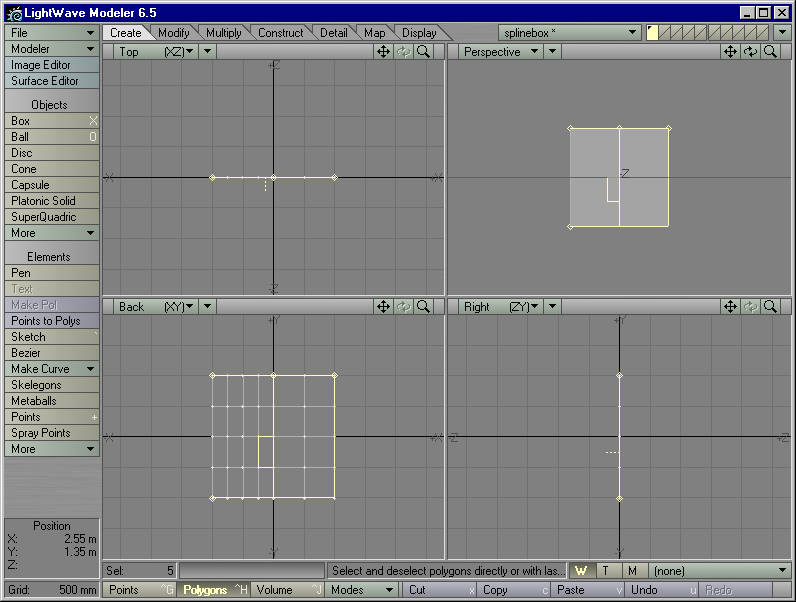 LightWave Modeler 6.5
File
Create Modify Multiply Construct Detail Map Display splinebox *
Modeler
Top (XZ)
Perspective
Image Editor
Surface Editor
Objects
Box X
Ball O
Disc
Cone
Capsule
Platonic Solid
SuperQuadric
More
Elements
Pen
Text
Make Pol
Points to Polys
Sketch `
Bezier
Make Curve
Skelegons
Metaballs
Points +
Spray Points
More
Z
X
X
Z
Z
Back (XY)
Right (ZY)
Y
X
X
Y
Y
Z
Z
Y
Position
X: 2.55 m
Y: 1.35 m
Z:
Grid: 500 mm
Sel: 5
Select and deselect polygons directly or with las...
W T M (none)
Points ^G Polygons ^H Volume ^J Modes Cut x Copy c Paste v Undo u Redo